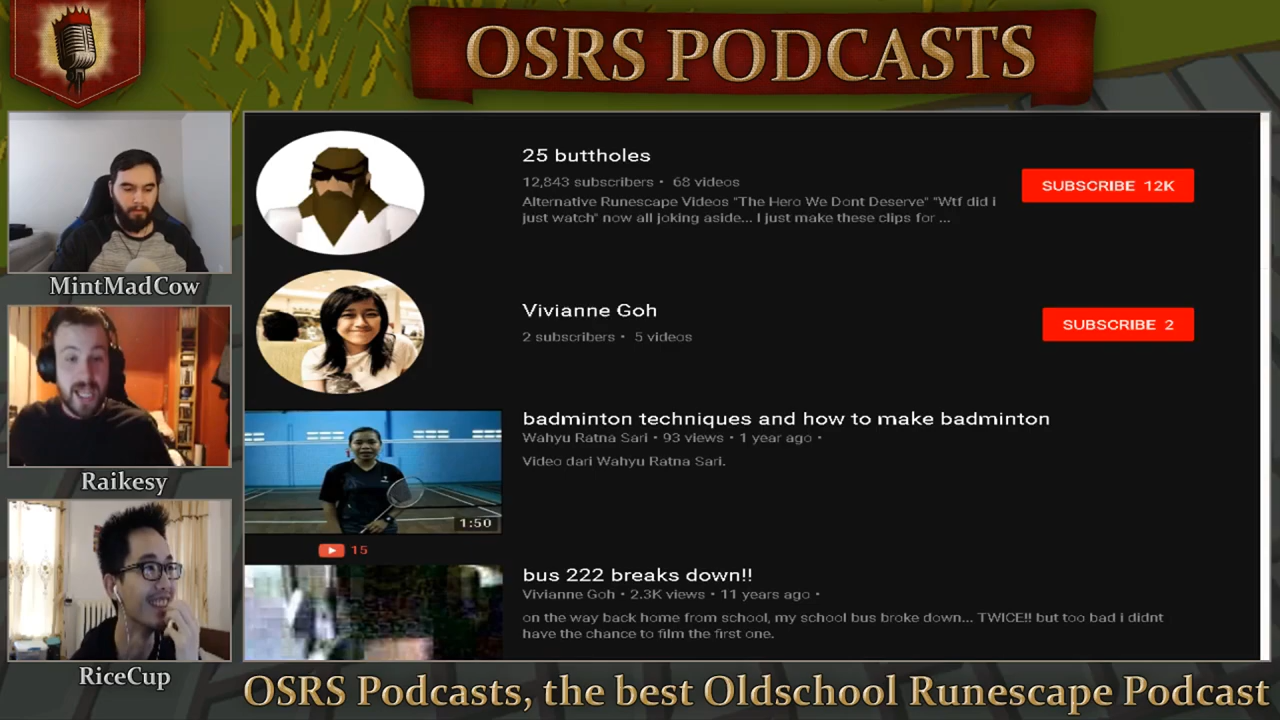 OSRS PODCASTS
MintMadCow
Raikesy
RiceCup
25 buttholes
12,843 subscribers • 68 videos
Alternative Runescape Videos "The Hero We Dont Deserve" "Wtf did i
just watch" now all joking aside... I just make these clips for ...
SUBSCRIBE 12K
Vivianne Goh
2 subscribers • 5 videos
SUBSCRIBE 2
badminton techniques and how to make badminton
Wahyu Ratna Sari • 93 views • 1 year ago •
Video dari Wahyu Ratna Sari.
1:50
15
bus 222 breaks down!!
Vivianne Goh • 2.3K views • 11 years ago •
on the way back home from school, my school bus broke down... TWICE!! but too bad i didnt
have the chance to film the first one.
OSRS Podcasts, the best Oldschool Runescape Podcast